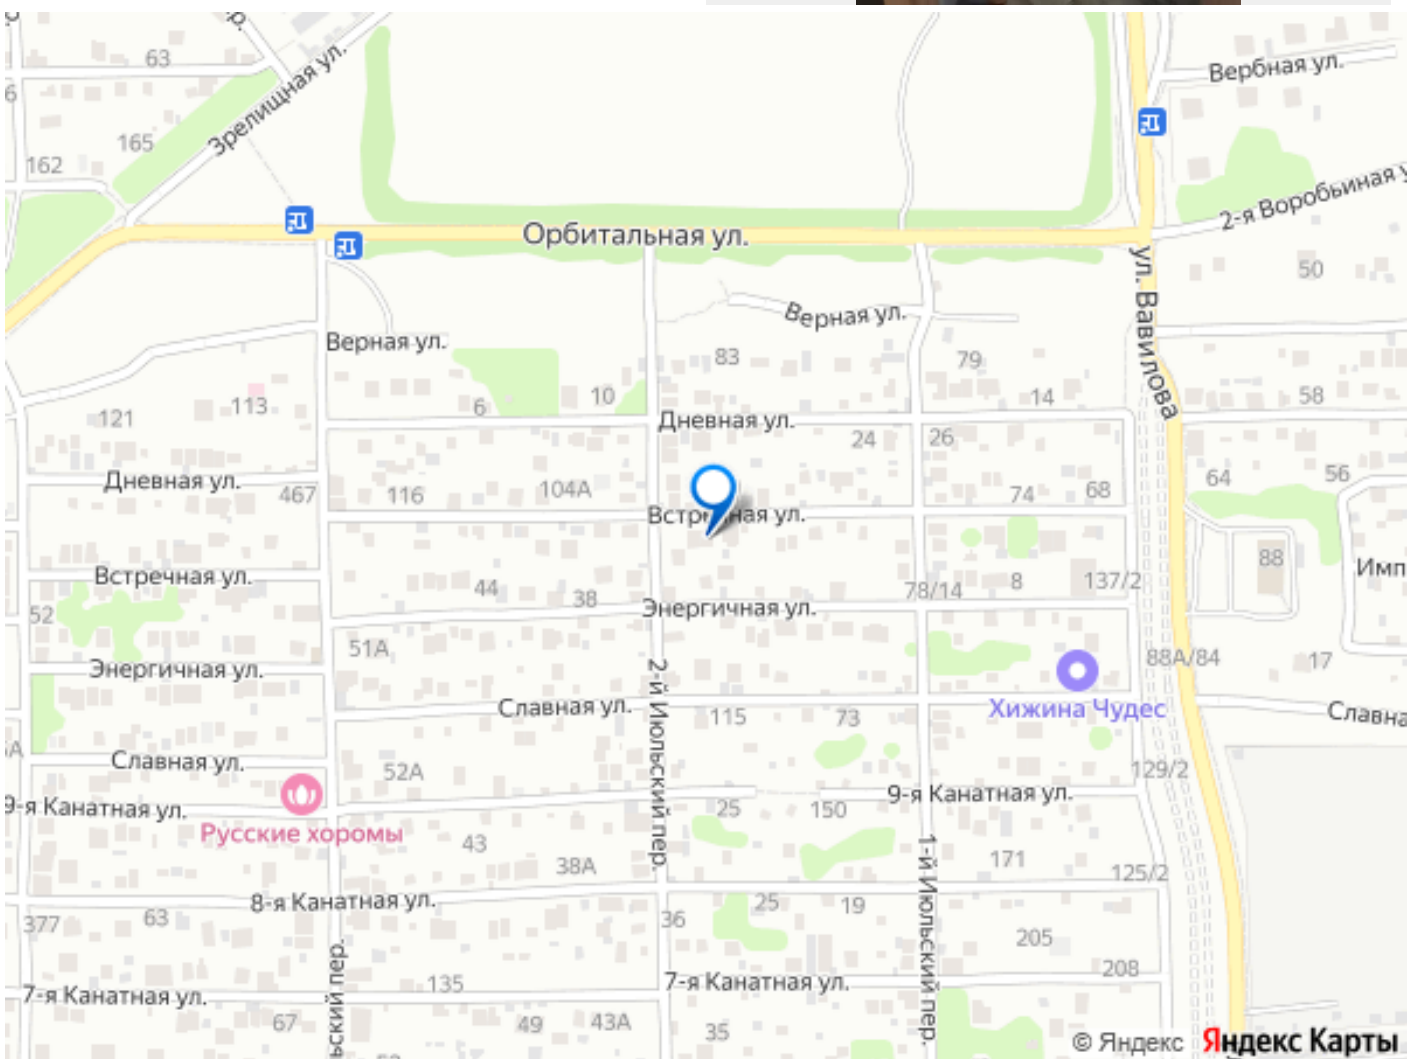 63
Зрелищная ул.
Вербная ул.
165
162
2-я Воробьиная у
Орбитальная ул.
ул. Вавилова
50
Верная ул.
Верная ул.
83
79
121
113
6
10
14
58
Дневная ул.
24
26
Дневная ул.
467
116
104А
74
68
64
56
Встречная ул.
Встречная ул.
88
Имп
52
44
38
78/14
8
137/2
Энергичная ул.
51А
Энергичная ул.
2-й Июльский пер.
88А/84
17
Хижина Чудес
Славная ул.
115
73
Славна
Славная ул.
52А
129/2
9-я Канатная ул.
Русские хоромы
25
150
9-я Канатная ул.
43
38А
1-й Июльский пер.
171
125/2
8-я Канатная ул.
377
63
36
25
19
205
208
7-я Канатная ул.
135
7-я Канатная ул.
ьский пер.
67
49
43А
35
© Яндекс Яндекс Карты